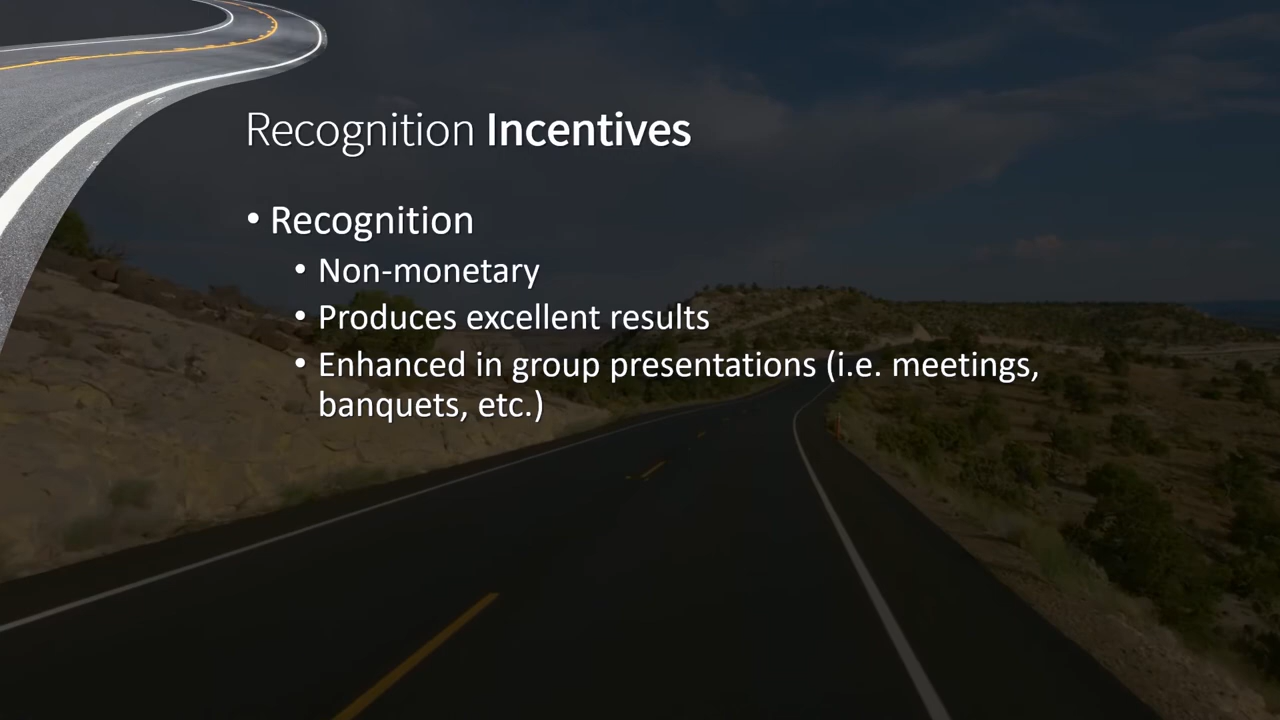 Recognition Incentives
• Recognition
• Non-monetary
• Produces excellent results
• Enhanced in group presentations (i.e. meetings,
banquets, etc.)